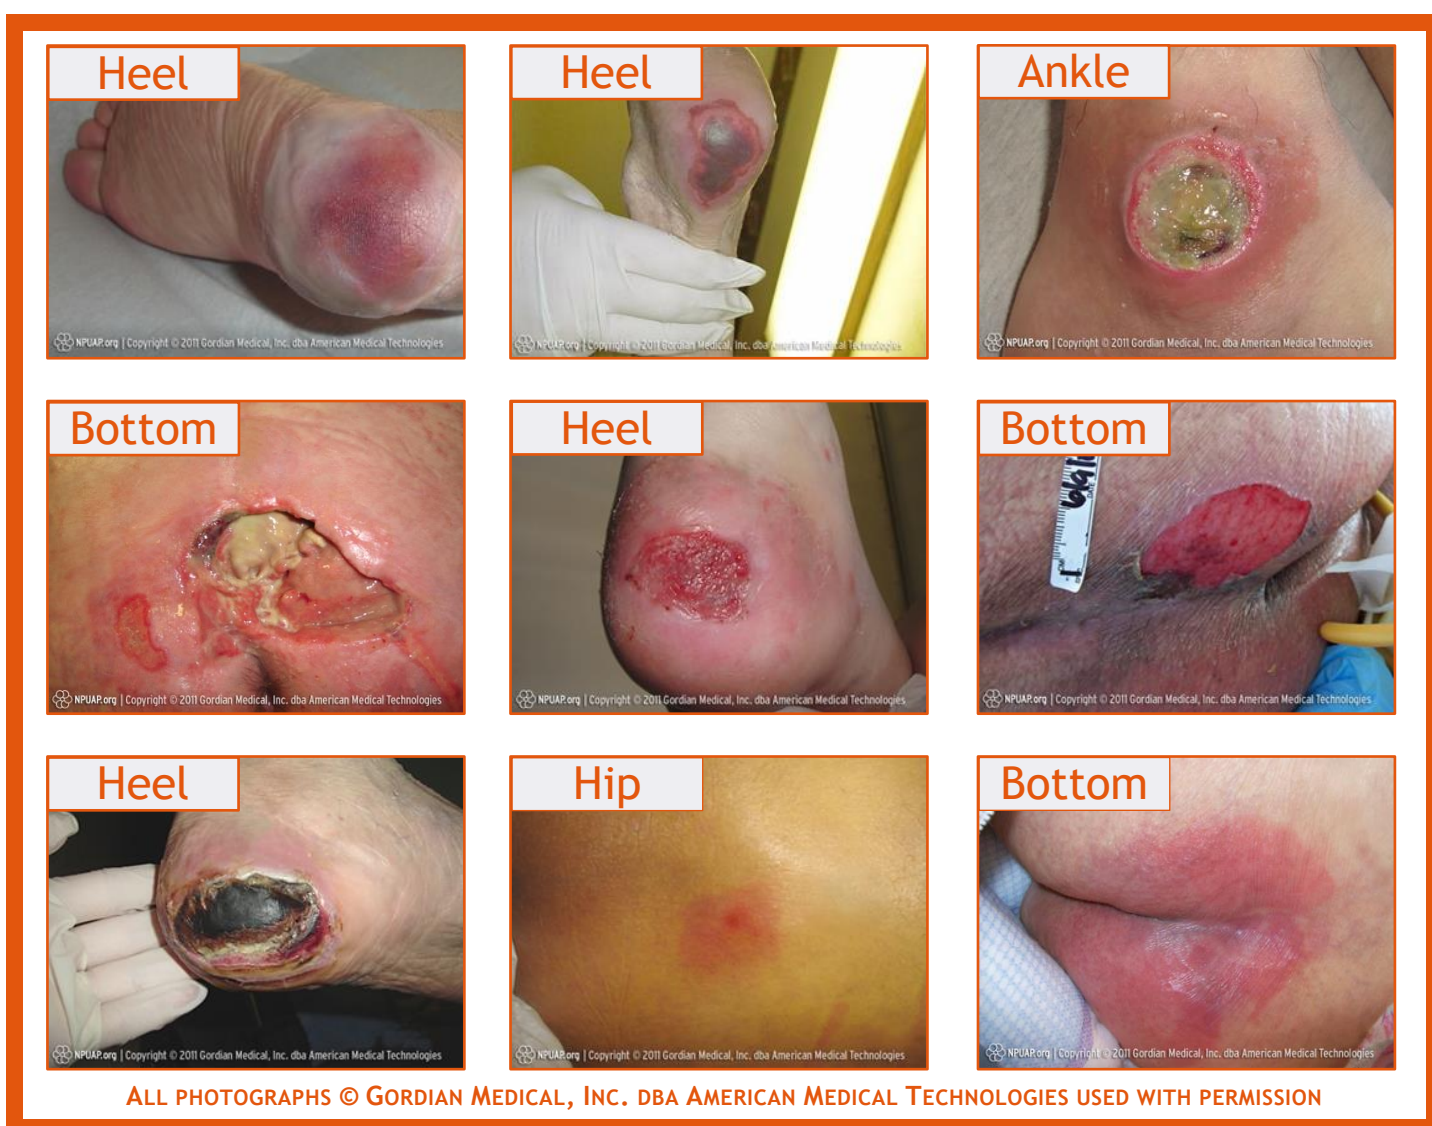 Heel
Heel
Ankle
NPUAP.org | Copyright © 2011 Gordian Medical, Inc. dba American Medical Technologies
NPUAP.org | Copyright © 2011 Gordian Medical, Inc. dba American Medical Technologies
NPUAP.org | Copyright © 2011 Gordian Medical, Inc. dba American Medical Technologies
Bottom
Heel
Bottom
NPUAP.org | Copyright © 2011 Gordian Medical, Inc. dba American Medical Technologies
NPUAP.org | Copyright © 2011 Gordian Medical, Inc. dba American Medical Technologies
NPUAP.org | Copyright © 2011 Gordian Medical, Inc. dba American Medical Technologies
Heel
Hip
Bottom
NPUAP.org | Copyright © 2011 Gordian Medical, Inc. dba American Medical Technologies
NPUAP.org | Copyright © 2011 Gordian Medical, Inc. dba American Medical Technologies
NPUAP.org | Copyright © 2011 Gordian Medical, Inc. dba American Medical Technologies
ALL PHOTOGRAPHS © GORDIAN MEDICAL, INC. DBA AMERICAN MEDICAL TECHNOLOGIES USED WITH PERMISSION